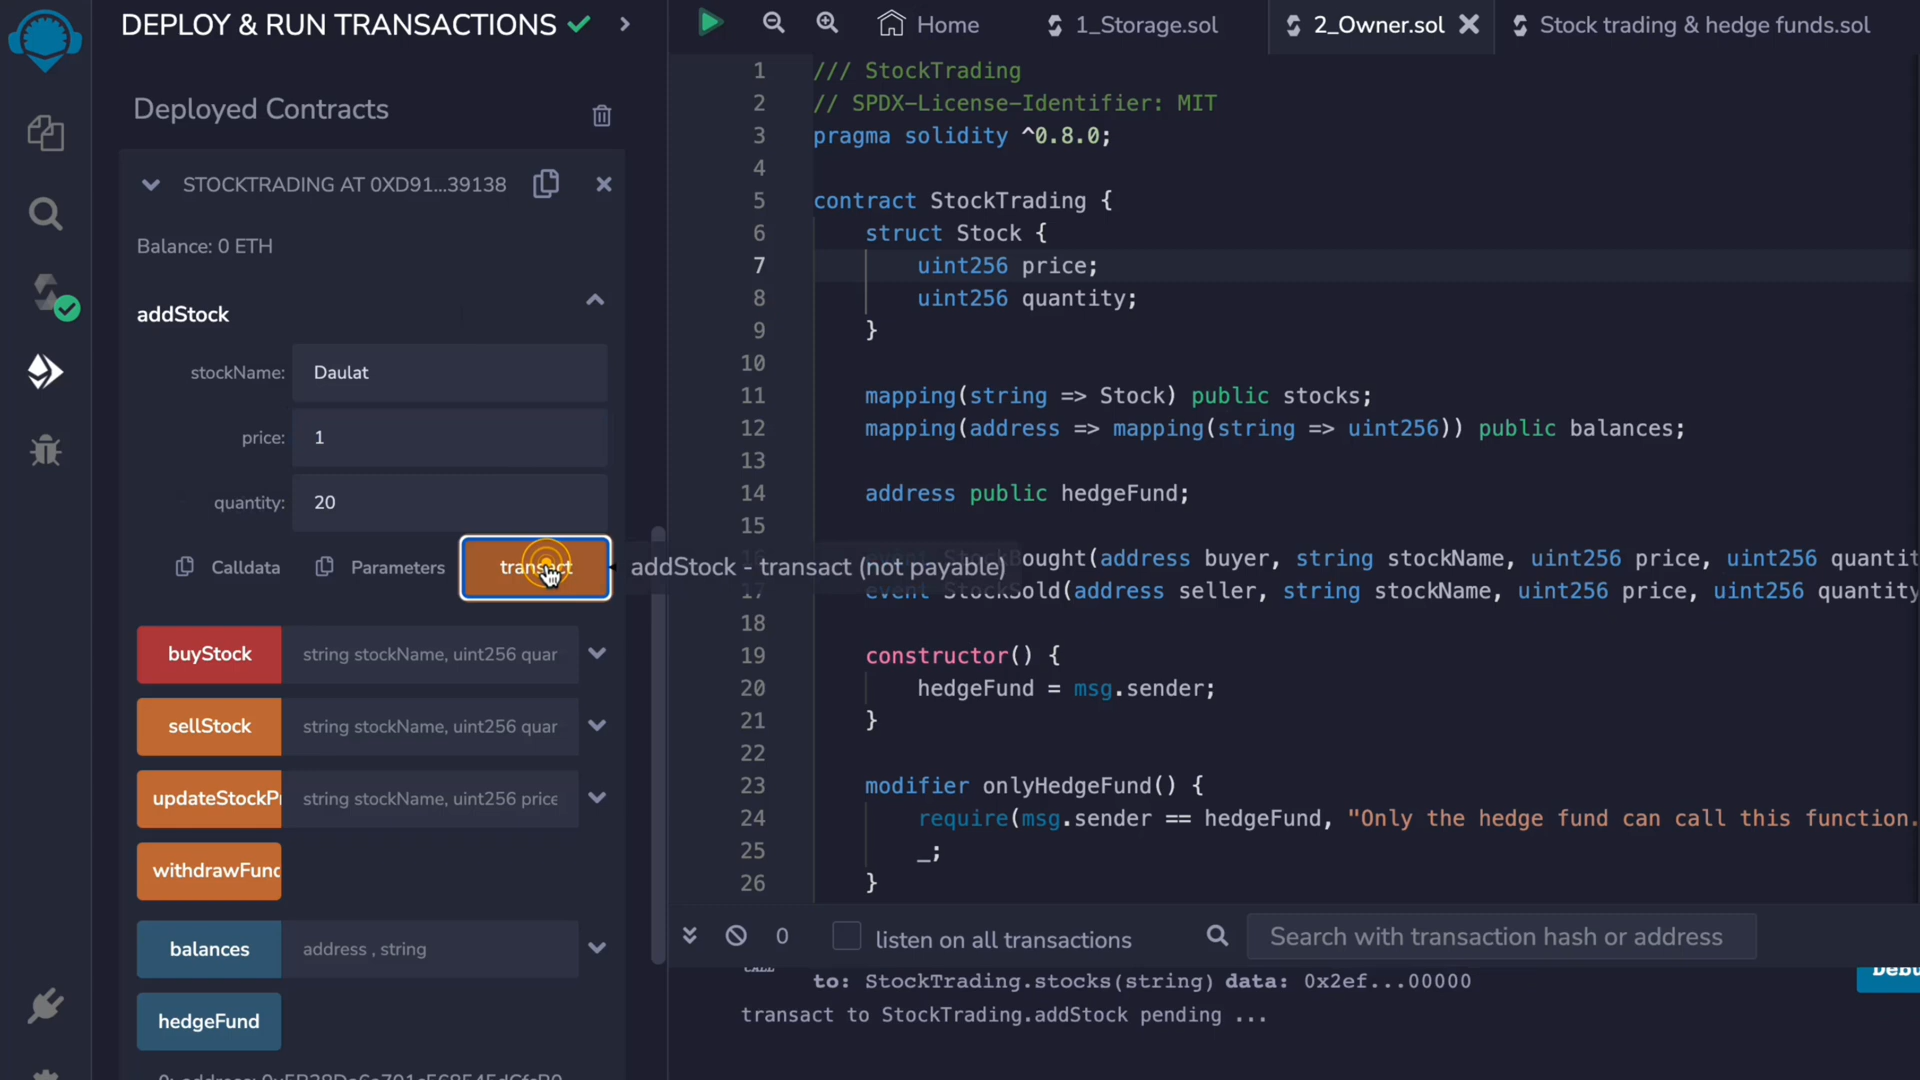 DEPLOY & RUN TRANSACTIONS
Deployed Contracts
STOCKTRADING AT 0XD91...39138
Balance: 0 ETH
addStock
stockName: Daulat
price: 1
quantity: 20
Calldata Parameters transact
addStock - transact (not payable)
buyStock string stockName, uint256 quar
sellStock string stockName, uint256 quar
updateStockPr string stockName, uint256 price
withdrawFunc
balances address , string
hedgeFund
Home 1_Storage.sol 2_Owner.sol Stock trading & hedge funds.sol
1 /// StockTrading
2 // SPDX-License-Identifier: MIT
3 pragma solidity ^0.8.0;
4
5 contract StockTrading {
6 struct Stock {
7 uint256 price;
8 uint256 quantity;
9 }
10
11 mapping(string => Stock) public stocks;
12 mapping(address => mapping(string => uint256)) public balances;
13
14 address public hedgeFund;
15
16 event StockBought(address buyer, string stockName, uint256 price, uint256 quantit
17 event StockSold(address seller, string stockName, uint256 price, uint256 quantity
18
19 constructor() {
20 hedgeFund = msg.sender;
21 }
22
23 modifier onlyHedgeFund() {
24 require(msg.sender == hedgeFund, "Only the hedge fund can call this function.
25 _;
26 }
0 listen on all transactions Search with transaction hash or address
to: StockTrading.stocks(string) data: 0x2ef...00000
transact to StockTrading.addStock pending ...